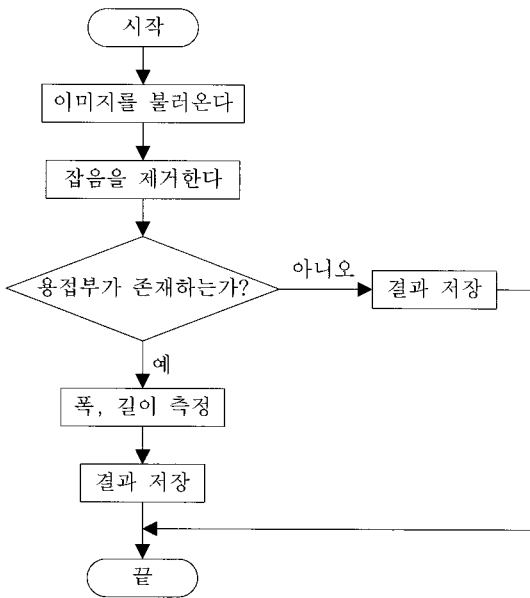 시작
이미지를 불러온다
잡음을 제거한다
용접부가 존재하는가?
아니오
결과 저장
예
폭, 길이 측정
결과 저장
끝